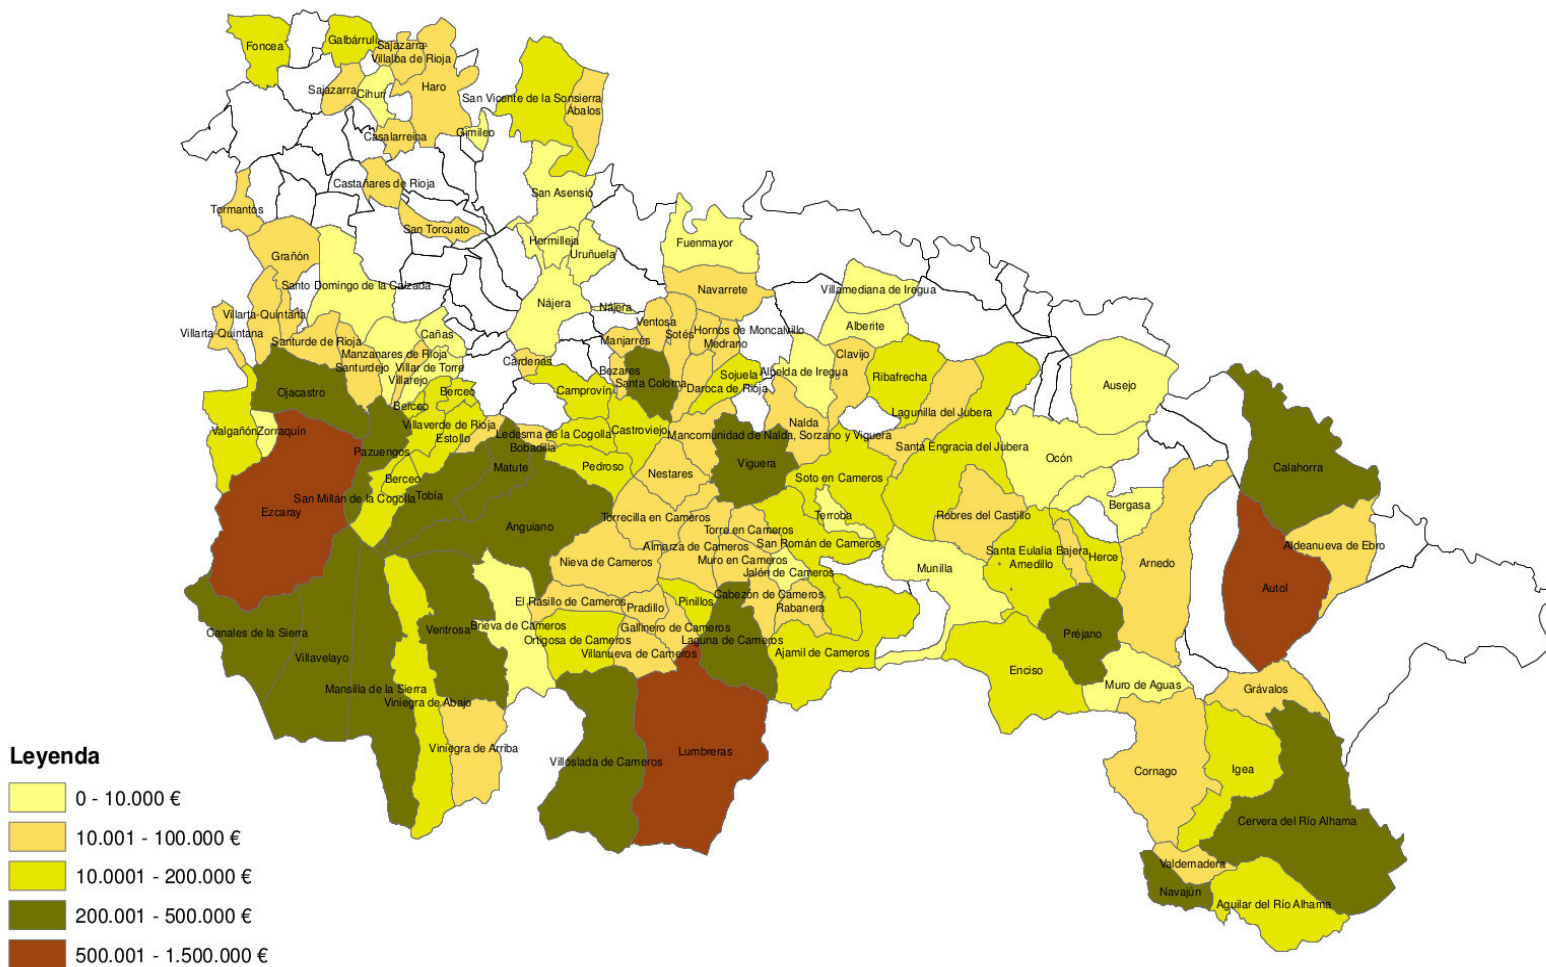 Foncea
Galbárruli
Sajazarra
Villalba de Rioja
Sajazarra
Cihuri
Haro
San Vicente de la Sonsierra
Ábalos
Casalarreina
Gimileo
Castañares de Rioja
San Asensio
Tormantos
San Torcuato
Hormilleja
Uruñuela
Fuenmayor
Grañón
Santo Domingo de la Calzada
Navarrete
Villamediana de Iregua
Nájera
Nájera
Villarta-Quintana
Villarta-Quintana
Ventosa
Sotés
Hornos de Moncalvillo
Medrano
Alberite
Cañas
Santurde de Rioja
Manjarrés
Manzanares de Rioja
Clavijo
Santurdejo
Villar de Torre
Cárdenas
Bezares
Sojuela
Albelda de Iregua
Ribafrecha
Ausejo
Villarejo
Santa Coloma
Daroca de Rioja
Ojacastro
Berceo
Camprovín
Berceo
Lagunilla del Jubera
Valgañón
Zorraquín
Villaverde de Rioja
Estollo
Ledesma de la Cogolla
Castroviejo
Mancomunidad de Nalda, Sorzano y Viguera
Nalda
Bobadilla
Santa Engracia del Jubera
Pazuengos
Ocón
Matute
Pedroso
Nestares
Viguera
Calahorra
Berceo
Soto en Cameros
San Millán de la Cogolla
Tobía
Ezcaray
Anguiano
Torrecilla en Cameros
Terroba
Robres del Castillo
Bergasa
Torre en Cameros
Almarza de Cameros
San Román de Cameros
Aldeanueva de Ebro
Santa Eulalia Bajera
Herce
Nieva de Cameros
Muro en Cameros
Arnedillo
Arnedo
Munilla
Jalón de Cameros
Autol
El Rasillo de Cameros
Pradillo
Pinillos
Cabezón de Cameros
Rabanera
Canales de la Sierra
Ventrosa
Brieva de Cameros
Gallinero de Cameros
Préjano
Ortigosa de Cameros
Laguna de Cameros
Villavelayo
Villanueva de Cameros
Ajamil de Cameros
Enciso
Mansilla de la Sierra
Muro de Aguas
Grávalos
Viniegra de Abajo
Viniegra de Arriba
Lumbreras
Villoslada de Cameros
Cornago
Igea
Cervera del Río Alhama
Valdemadera
Navajún
Aguilar del Río Alhama
Leyenda
0 - 10.000 €
10.001 - 100.000 €
10.0001 - 200.000 €
200.001 - 500.000 €
500.001 - 1.500.000 €